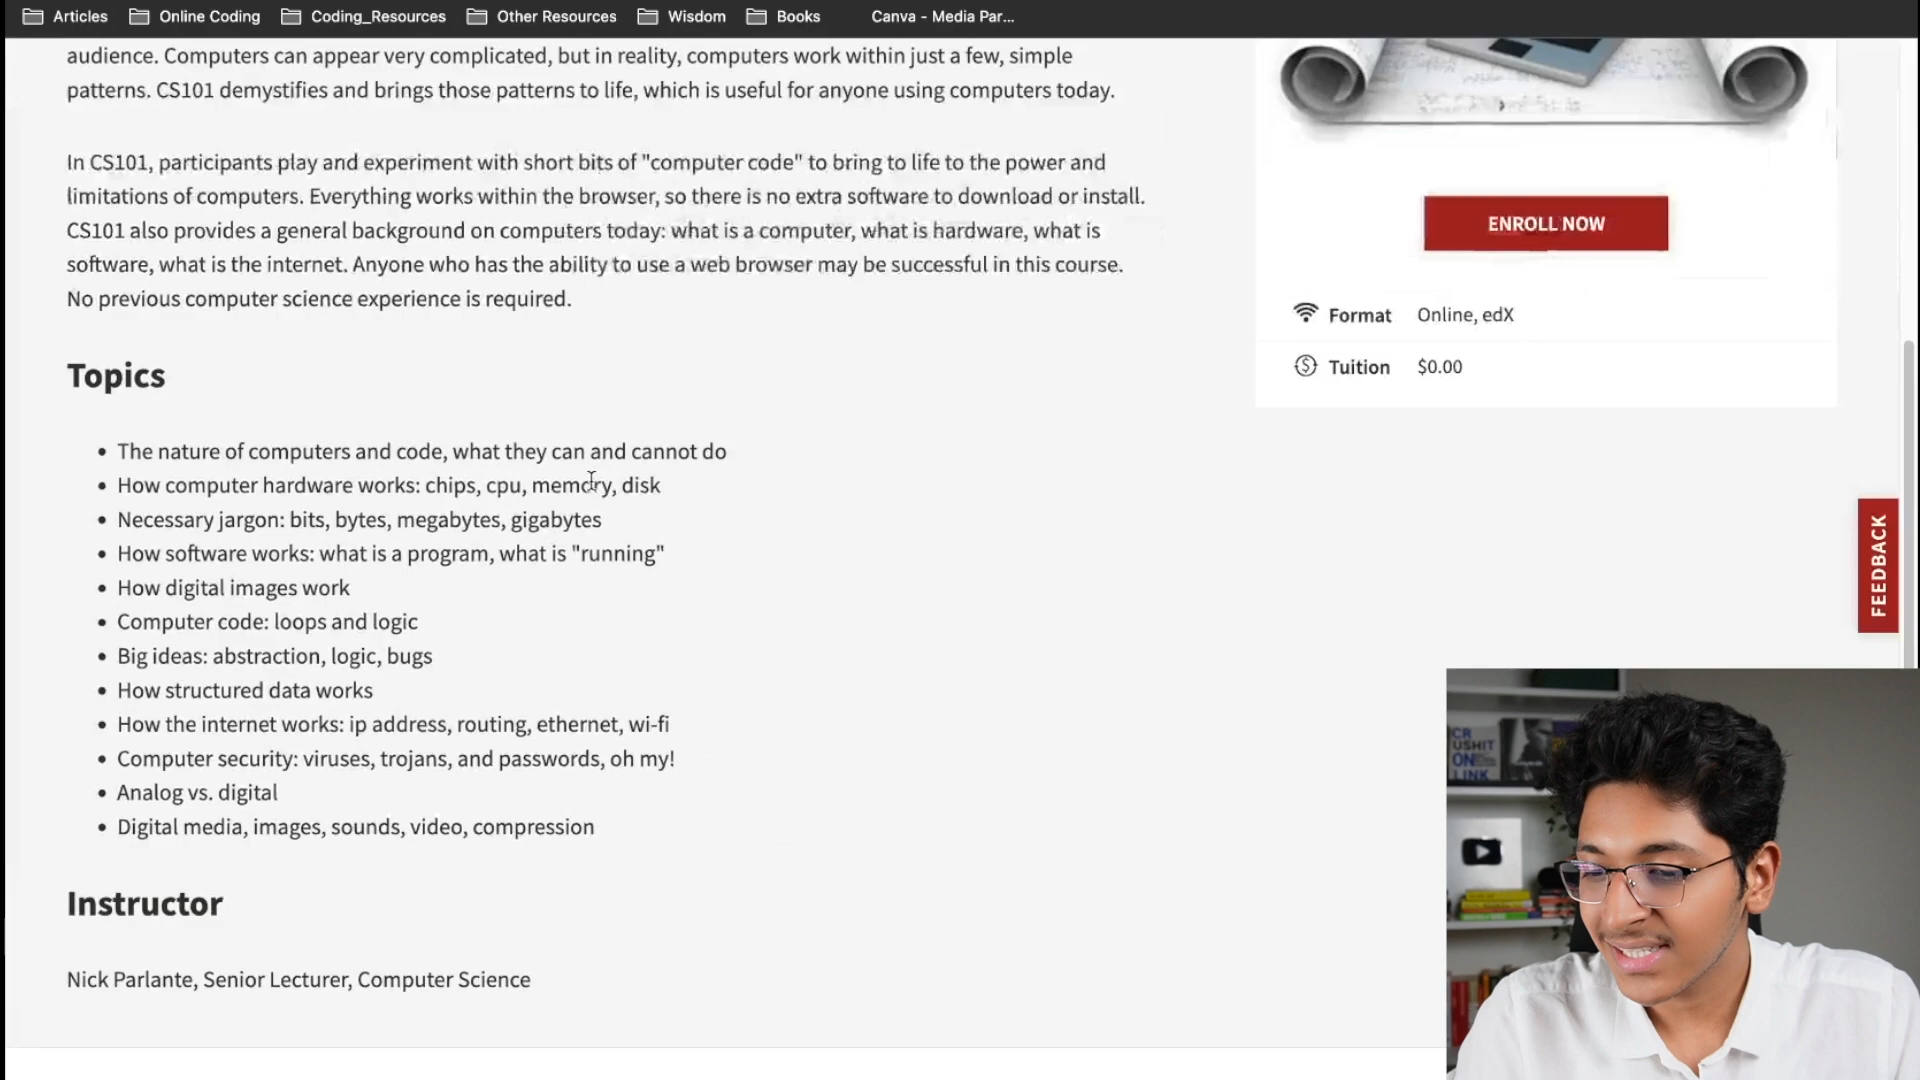 Articles
Online Coding
Coding_Resources
Other Resources
Wisdom
Books
Canva - Media Par...
audience. Computers can appear very complicated, but in reality, computers work within just a few, simple
patterns. CS101 demystifies and brings those patterns to life, which is useful for anyone using computers today.
In CS101, participants play and experiment with short bits of "computer code" to bring to life to the power and
limitations of computers. Everything works within the browser, so there is no extra software to download or install.
CS101 also provides a general background on computers today: what is a computer, what is hardware, what is
software, what is the internet. Anyone who has the ability to use a web browser may be successful in this course.
No previous computer science experience is required.
ENROLL NOW
Format Online, edX
Tuition $0.00
Topics
• The nature of computers and code, what they can and cannot do
• How computer hardware works: chips, cpu, memory, disk
• Necessary jargon: bits, bytes, megabytes, gigabytes
• How software works: what is a program, what is "running"
• How digital images work
• Computer code: loops and logic
• Big ideas: abstraction, logic, bugs
• How structured data works
• How the internet works: ip address, routing, ethernet, wi-fi
• Computer security: viruses, trojans, and passwords, oh my!
• Analog vs. digital
• Digital media, images, sounds, video, compression
FEEDBACK
Instructor
Nick Parlante, Senior Lecturer, Computer Science
CR
USHIT
ON
LINK